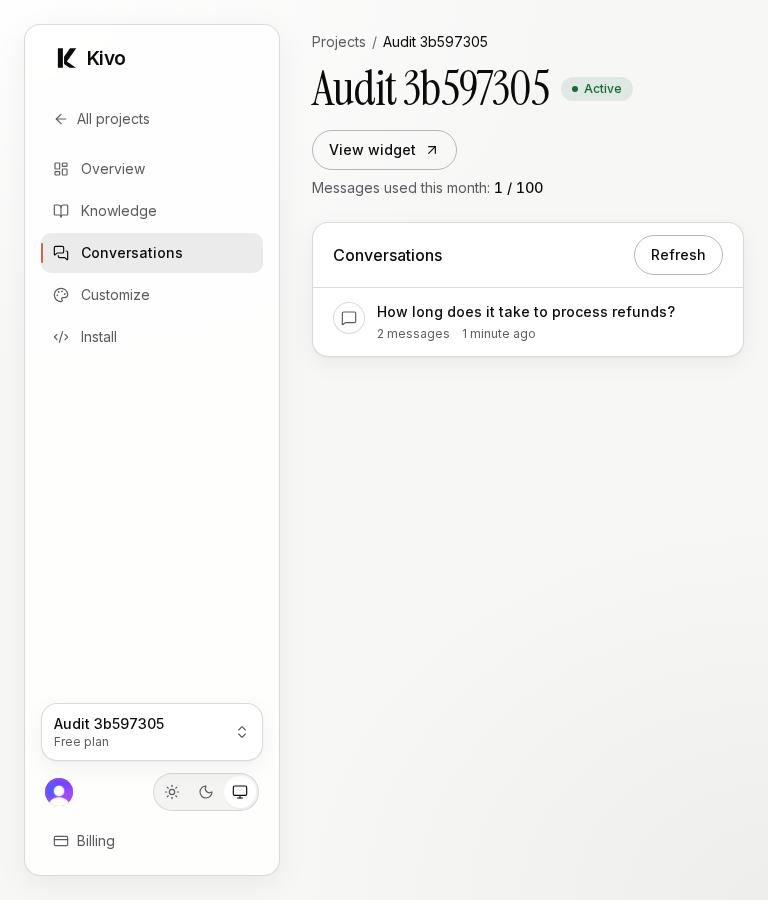 Kivo
All projects
Overview
Knowledge
Conversations
Customize
Install
Audit 3b597305
Free plan
Billing
Projects / Audit 3b597305
Audit 3b597305
Active
View widget
Messages used this month: 1 / 100
Conversations
Refresh
How long does it take to process refunds?
2 messages 1 minute ago